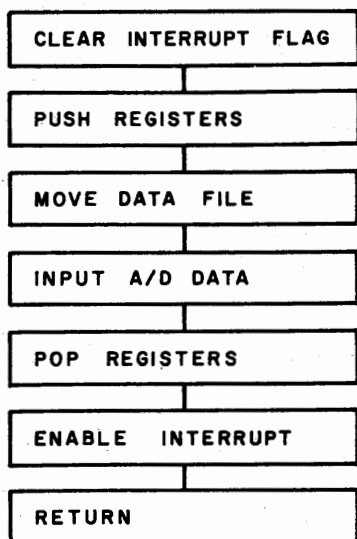 CLEAR INTERRUPT FLAG
PUSH REGISTERS
MOVE DATA FILE
INPUT A/D DATA
POP REGISTERS
ENABLE INTERRUPT
RETURN